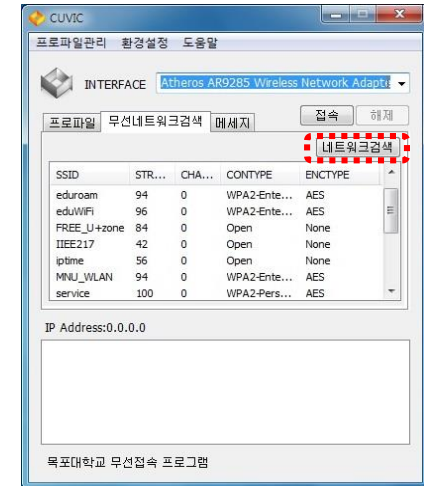 CUVIC
프로파일관리 환경설정 도움말
INTERFACE Atheros AR9285 Wireless Network Adapte
프로파일 무선네트워크검색 메세지 접속 해제
네트워크검색
SSID STR... CHA... CONTYPE ENCTYPE
eduroam 94 0 WPA2-Ente... AES
eduWiFi 96 0 WPA2-Ente... AES
FREE_U+zone 84 0 Open None
IIEE217 42 0 Open None
iptime 56 0 Open None
MNU_WLAN 94 0 WPA2-Ente... AES
service 100 0 WPA2-Pers... AES
IP Address:0.0.0.0
목포대학교 무선접속 프로그램